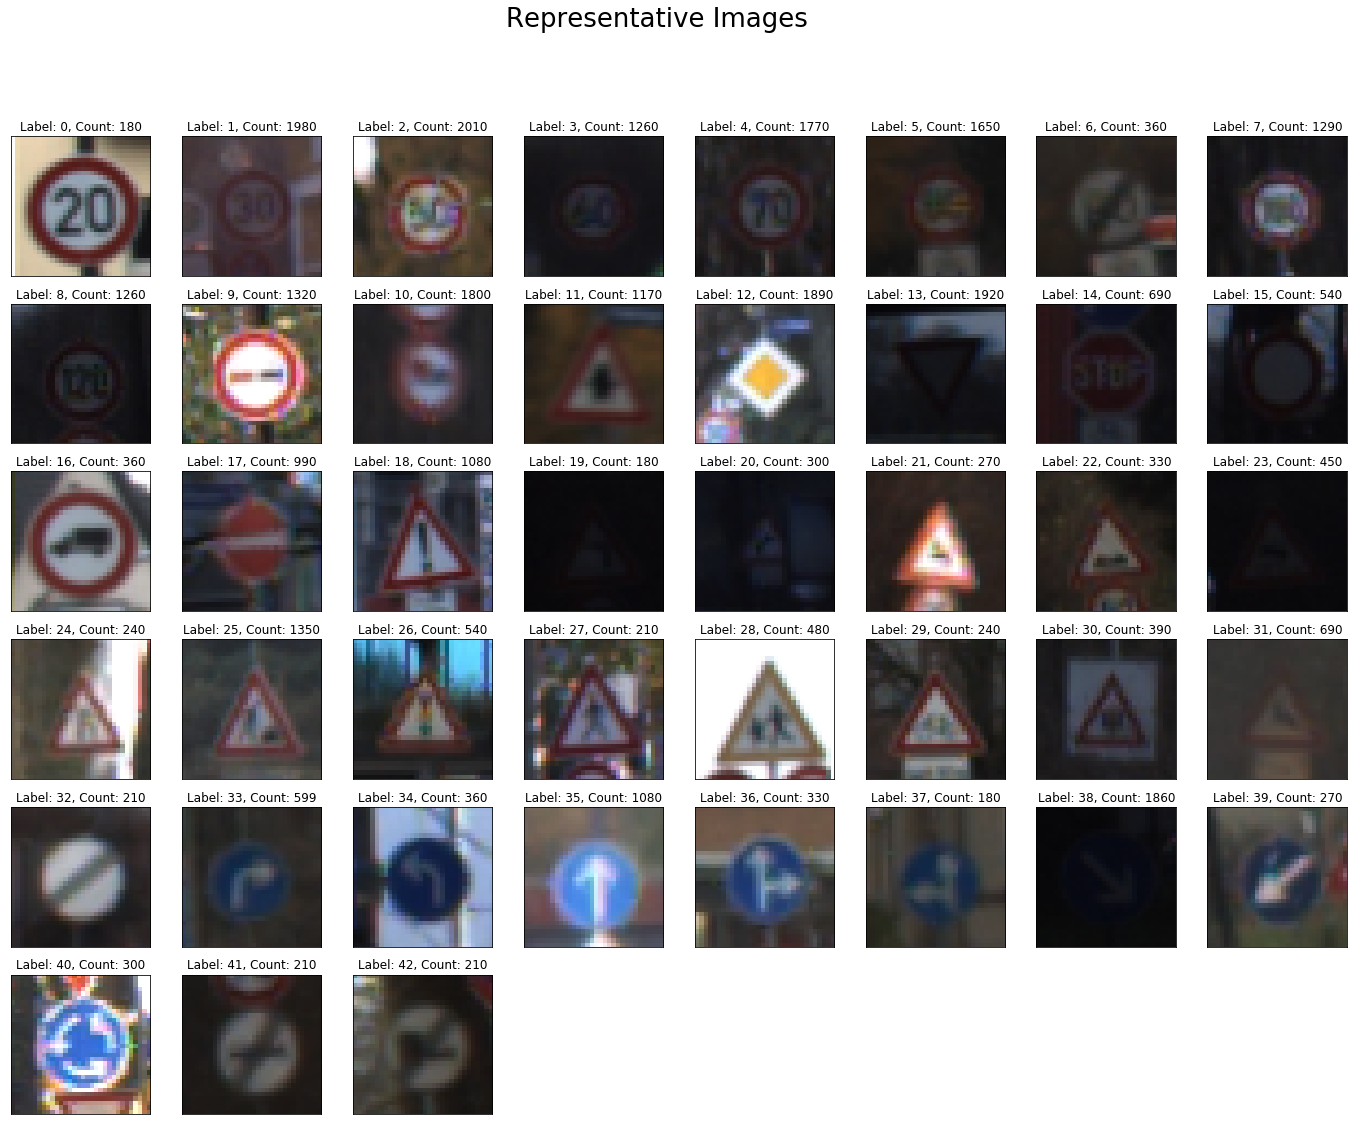 Representative Images
Label: 0, Count: 180
Label: 1, Count: 1980
Label: 2, Count: 2010
Label: 3, Count: 1260
Label: 4, Count: 1770
Label: 5, Count: 1650
Label: 6, Count: 360
Label: 7, Count: 1290
20
30
70
Label: 8, Count: 1260
Label: 9, Count: 1320
Label: 10, Count: 1800
Label: 11, Count: 1170
Label: 12, Count: 1890
Label: 13, Count: 1920
Label: 14, Count: 690
Label: 15, Count: 540
120
STOP
Label: 16, Count: 360
Label: 17, Count: 990
Label: 18, Count: 1080
Label: 19, Count: 180
Label: 20, Count: 300
Label: 21, Count: 270
Label: 22, Count: 330
Label: 23, Count: 450
Label: 24, Count: 240
Label: 25, Count: 1350
Label: 26, Count: 540
Label: 27, Count: 210
Label: 28, Count: 480
Label: 29, Count: 240
Label: 30, Count: 390
Label: 31, Count: 690
Label: 32, Count: 210
Label: 33, Count: 599
Label: 34, Count: 360
Label: 35, Count: 1080
Label: 36, Count: 330
Label: 37, Count: 180
Label: 38, Count: 1860
Label: 39, Count: 270
Label: 40, Count: 300
Label: 41, Count: 210
Label: 42, Count: 210